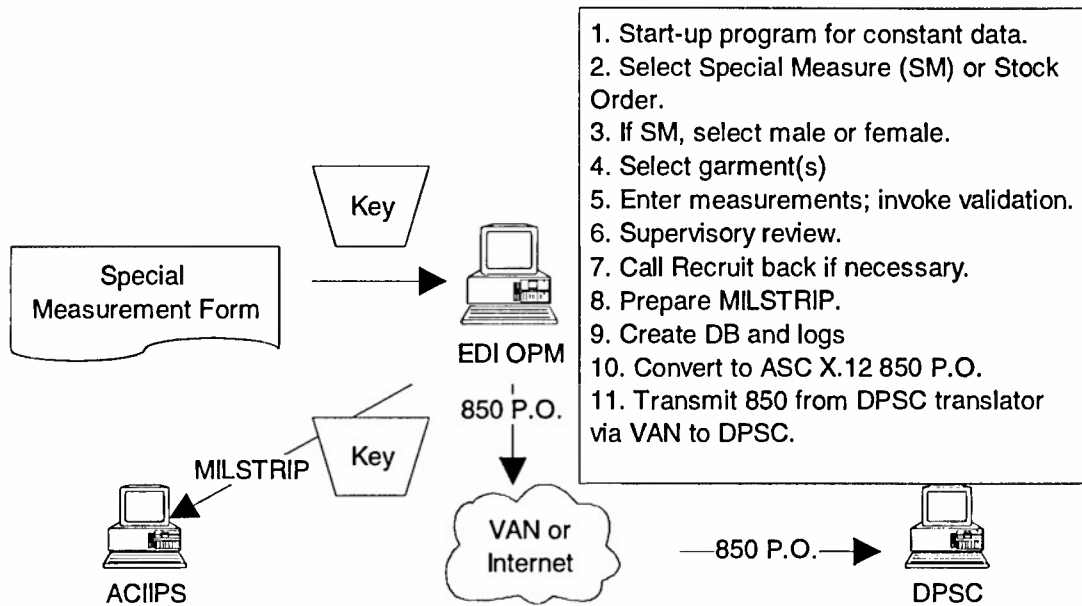 1. Start-up program for constant data.
2. Select Special Measure (SM) or Stock
Order.
3. If SM, select male or female.
4. Select garment(s)
5. Enter measurements; invoke validation.
6. Supervisory review.
7. Call Recruit back if necessary.
8. Prepare MILSTRIP.
9. Create DB and logs
10. Convert to ASC X.12 850 P.O.
11. Transmit 850 from DPSC translator
via VAN to DPSC.
Key
Special
Measurement Form
EDI OPM
850 P.O.
Key
MILSTRIP
VAN or
Internet
850 P.O.
ACIIPS
DPSC